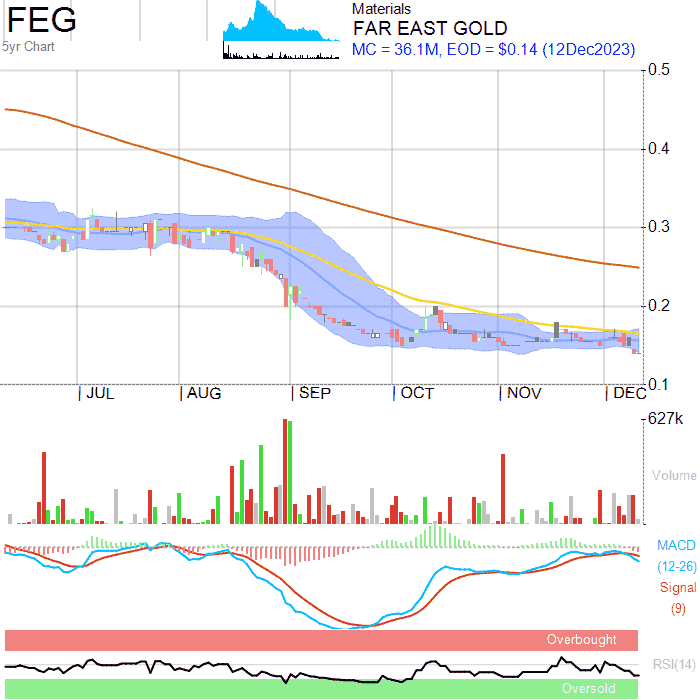 FEG
5yr Chart
Materials
FAR EAST GOLD
MC = 36.1M, EOD = $0.14 (12Dec2023)
0.5
0.4
0.3
0.2
0.1
JUL AUG SEP OCT NOV DEC
627k
Volume
MACD
(12-26)
Signal
(9)
Overbought
RSI(14)
Oversold